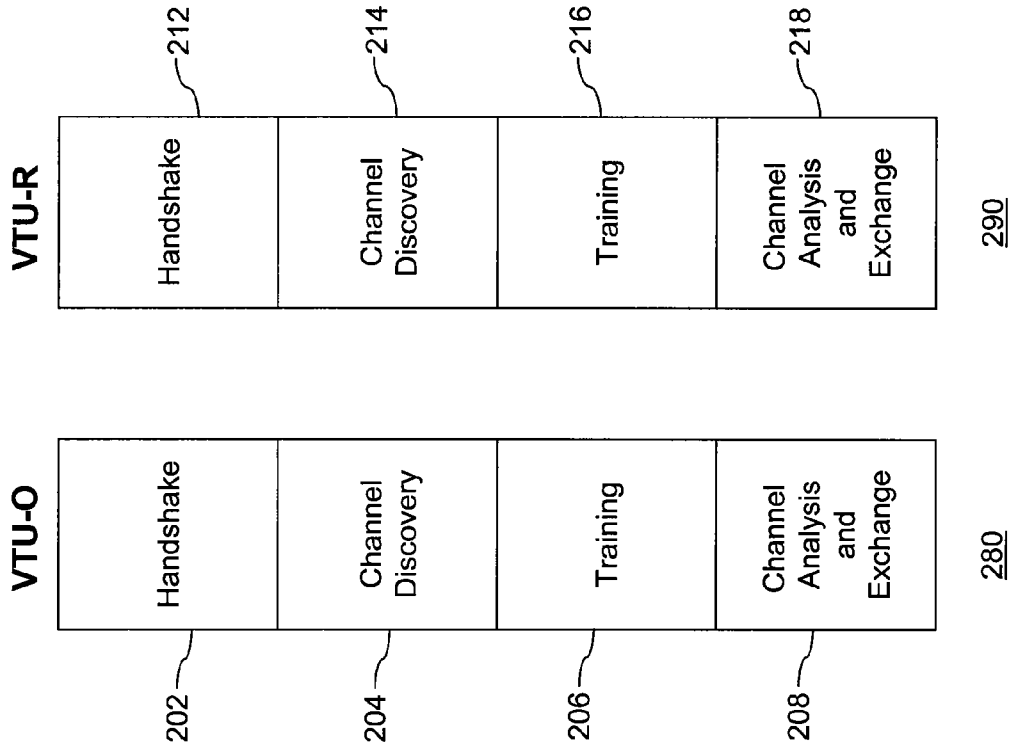 VTU-O
Handshake
Channel
Discovery
Training
Channel
Analysis
and
Exchange
202
204
206
208
280
VTU-R
Handshake
Channel
Discovery
Training
Channel
Analysis
and
Exchange
212
214
216
218
290